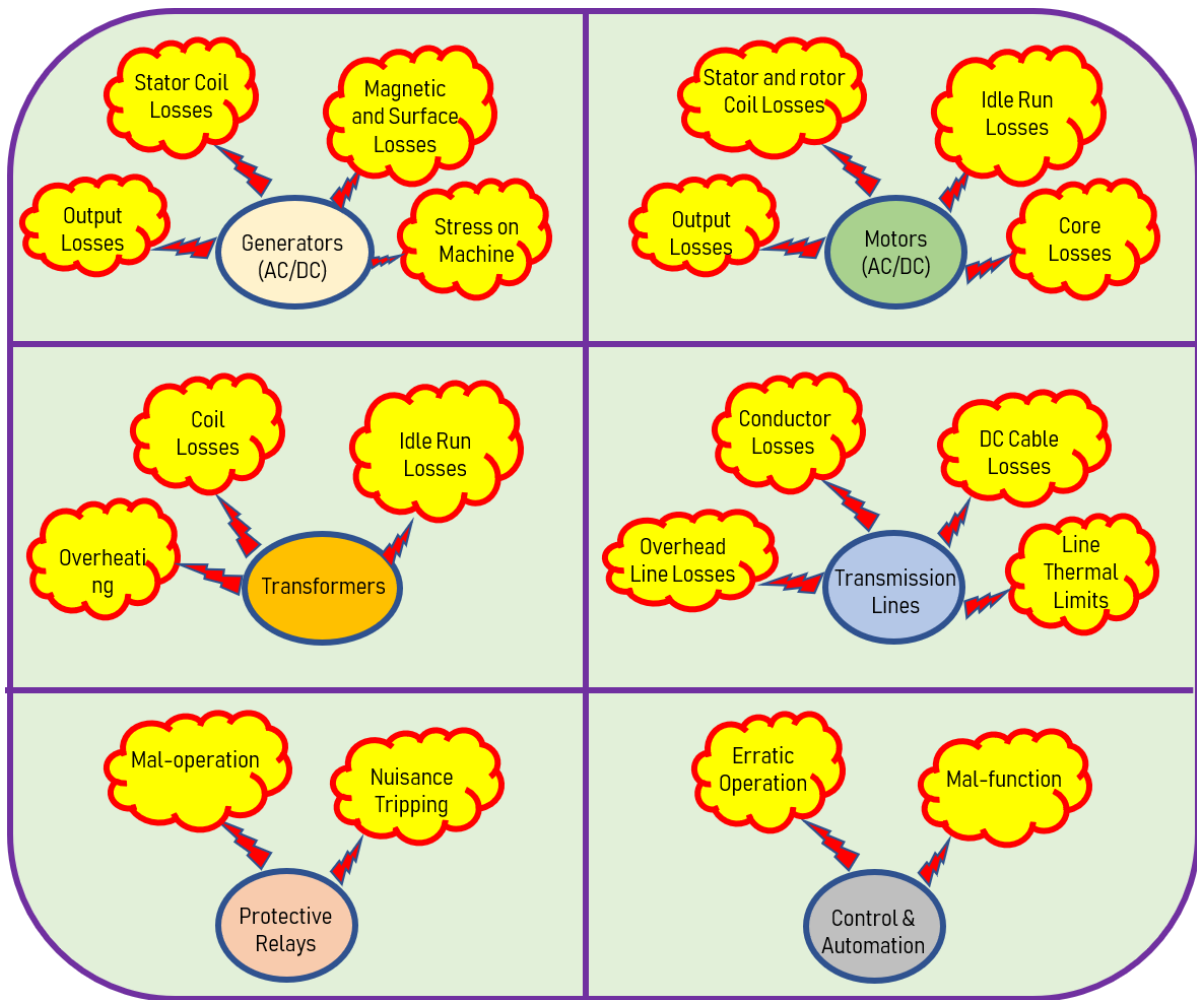 Stator Coil
Losses
Magnetic
and Surface
Losses
Output
Losses
Stress on
Machine
Generators
(AC/DC)
Stator and rotor
Coil Losses
Idle Run
Losses
Output
Losses
Core
Losses
Motors
(AC/DC)
Coil
Losses
Idle Run
Losses
Overheati
ng
Transformers
Conductor
Losses
DC Cable
Losses
Overhead
Line Losses
Line
Thermal
Limits
Transmission
Lines
Mal-operation
Nuisance
Tripping
Protective
Relays
Erratic
Operation
Mal-function
Control &
Automation